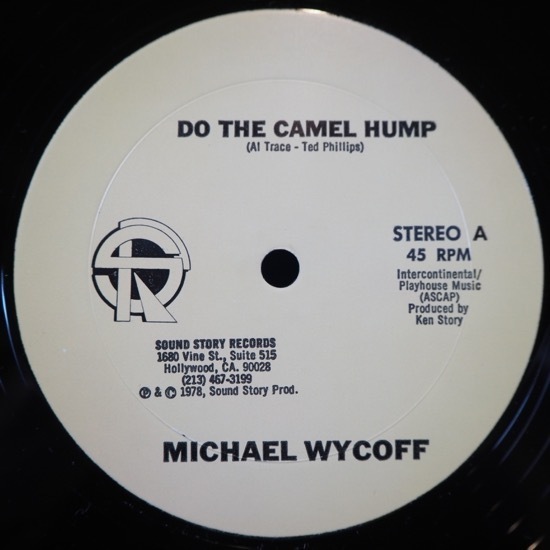 DO THE CAMEL HUMP
(Al Trace - Ted Phillips)
STEREO A
45 RPM
Intercontinental/
Playhouse Music
(ASCAP)
Produced by
Ken Story
SOUND STORY RECORDS
1680 Vine St., Suite 515
Hollywood, CA. 90028
(213) 467-3199
℗ & © 1978, Sound Story Prod.
MICHAEL WYCOFF